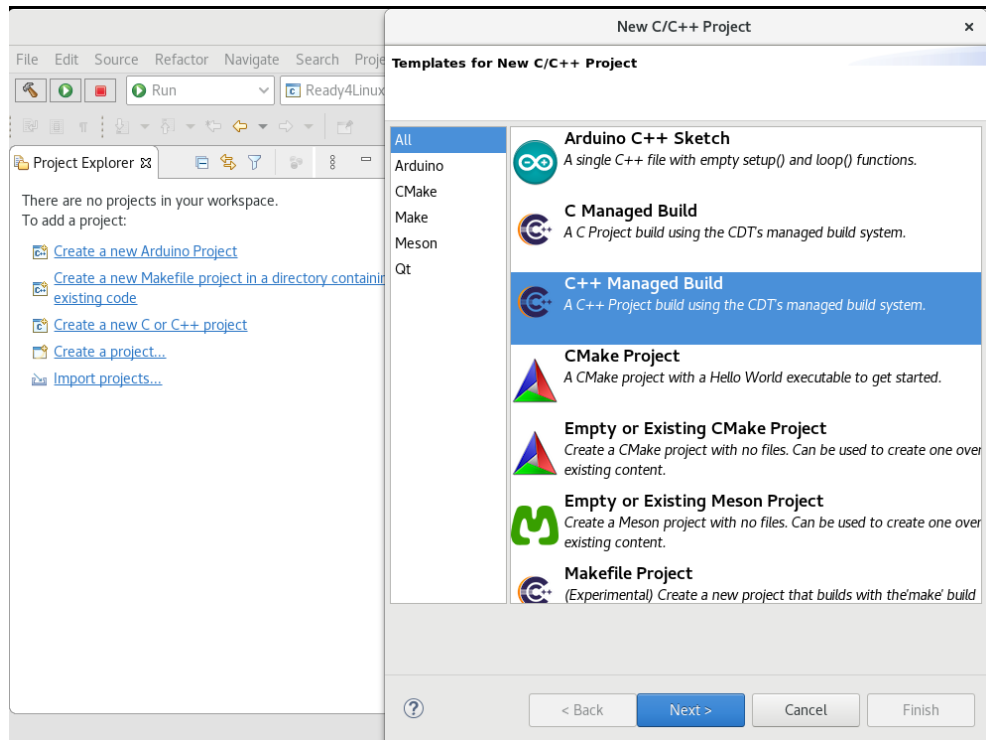 New C/C++ Project
File Edit Source Refactor Navigate Search Proje
Templates for New C/C++ Project
Run
Ready4Linux
Project Explorer
There are no projects in your workspace.
To add a project:
Create a new Arduino Project
Create a new Makefile project in a directory containin
existing code
Create a new C or C++ project
Create a project...
Import projects...
All
Arduino
CMake
Make
Meson
Qt
Arduino C++ Sketch
A single C++ file with empty setup() and loop() functions.
C Managed Build
A C Project build using the CDT's managed build system.
C++ Managed Build
A C++ Project build using the CDT's managed build system.
CMake Project
A CMake project with a Hello World executable to get started.
Empty or Existing CMake Project
Create a CMake project with no files. Can be used to create one over
existing content.
Empty or Existing Meson Project
Create a Meson project with no files. Can be used to create one over
existing content.
Makefile Project
(Experimental) Create a new project that builds with the'make' build
< Back
Next >
Cancel
Finish